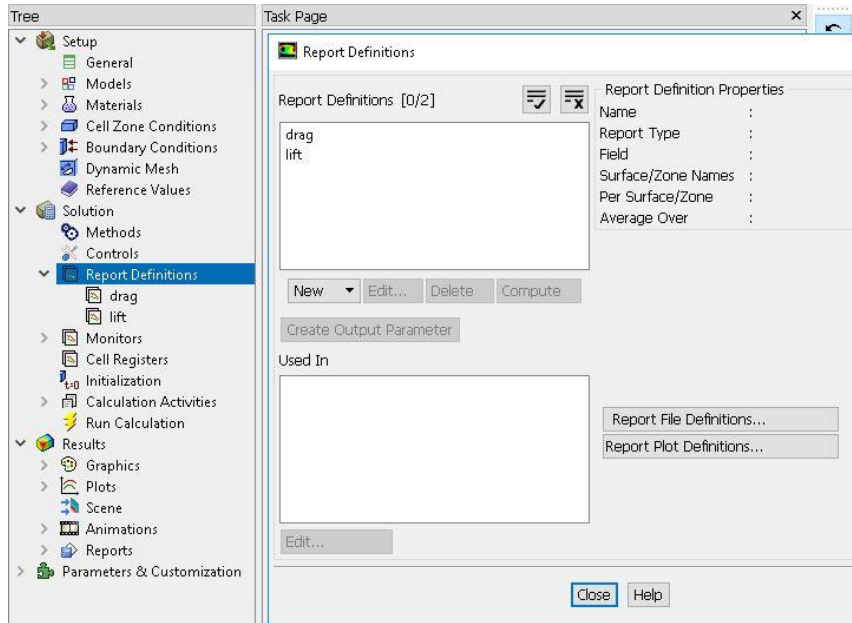 Tree
Setup
General
Models
Materials
Cell Zone Conditions
Boundary Conditions
Dynamic Mesh
Reference Values
Solution
Methods
Controls
Report Definitions
drag
lift
Monitors
Cell Registers
t=0 Initialization
Calculation Activities
Run Calculation
Results
Graphics
Plots
Scene
Animations
Reports
Parameters & Customization
Task Page
Report Definitions
Report Definitions [0/2]
drag
lift
New
Edit...
Delete
Compute
Create Output Parameter
Used In
Edit...
Report Definition Properties
Name :
Report Type :
Field :
Surface/Zone Names :
Per Surface/Zone :
Average Over :
Report File Definitions...
Report Plot Definitions...
Close
Help